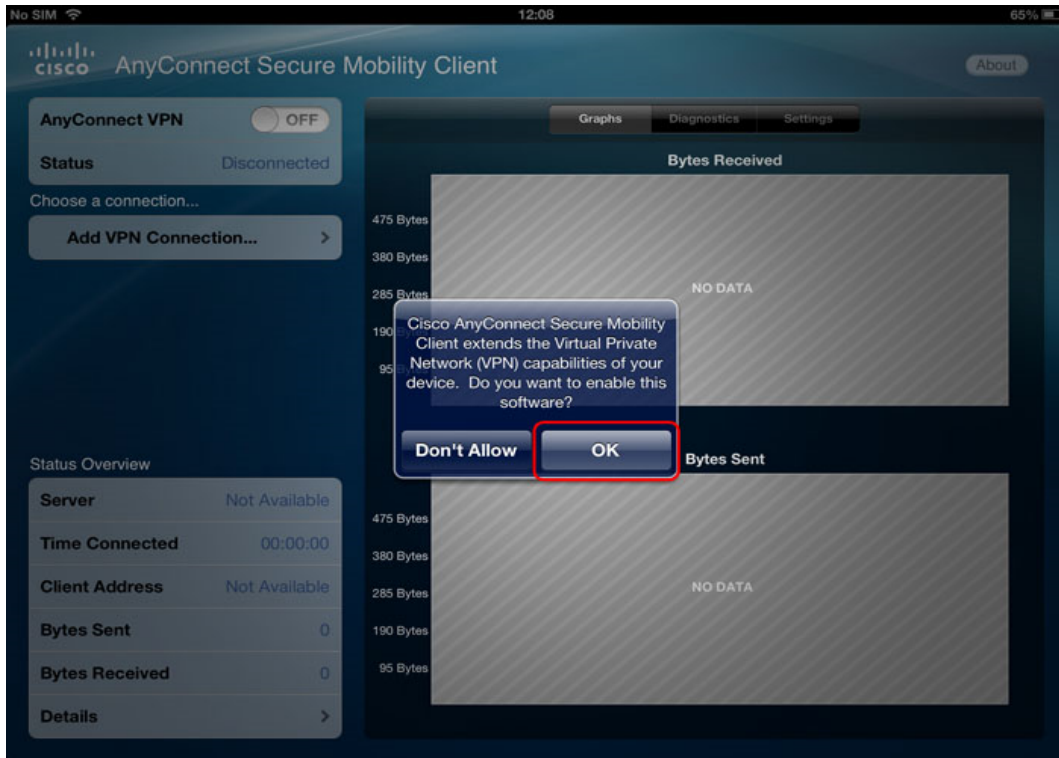 No SIM
12:08
65%
CISCO
AnyConnect Secure Mobility Client
About
AnyConnect VPN
OFF
Status
Disconnected
Choose a connection...
Add VPN Connection...
Status Overview
Server
Not Available
Time Connected
00:00:00
Client Address
Not Available
Bytes Sent
0
Bytes Received
0
Details
Graphs
Diagnostics
Settings
Bytes Received
475 Bytes
380 Bytes
285 Bytes
190
95
NO DATA
Cisco AnyConnect Secure Mobility
Client extends the Virtual Private
Network (VPN) capabilities of your
device. Do you want to enable this
software?
Don't Allow
OK
Bytes Sent
475 Bytes
380 Bytes
285 Bytes
190 Bytes
95 Bytes
NO DATA